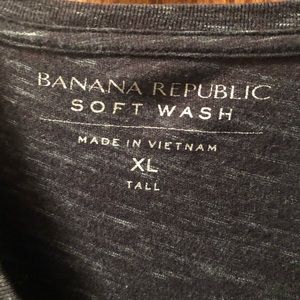 BANANA REPUBLIC
SOFT WASH
MADE IN VIETNAM
XL
TALL